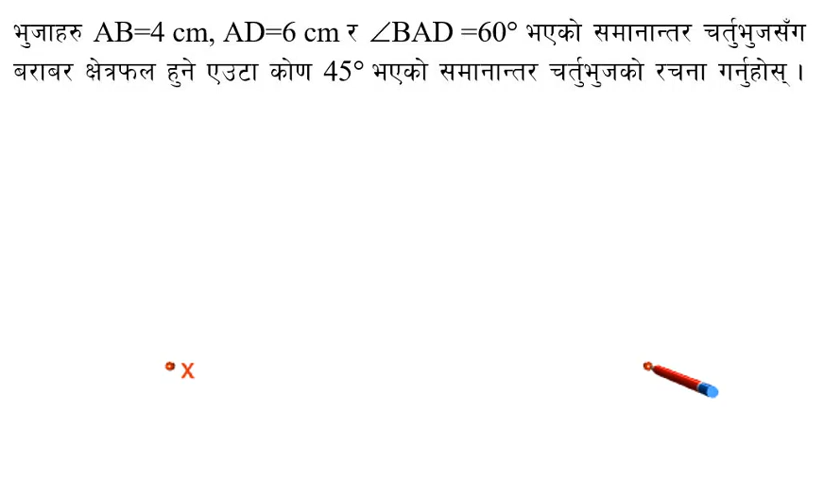 भुजाहरु AB=4 cm, AD=6 cm र ∠BAD =60° भएको समानान्तर चर्तुभुजसँग
बराबर क्षेत्रफल हुने एउटा कोण 45° भएको समानान्तर चर्तुभुजको रचना गर्नुहोस् ।
X